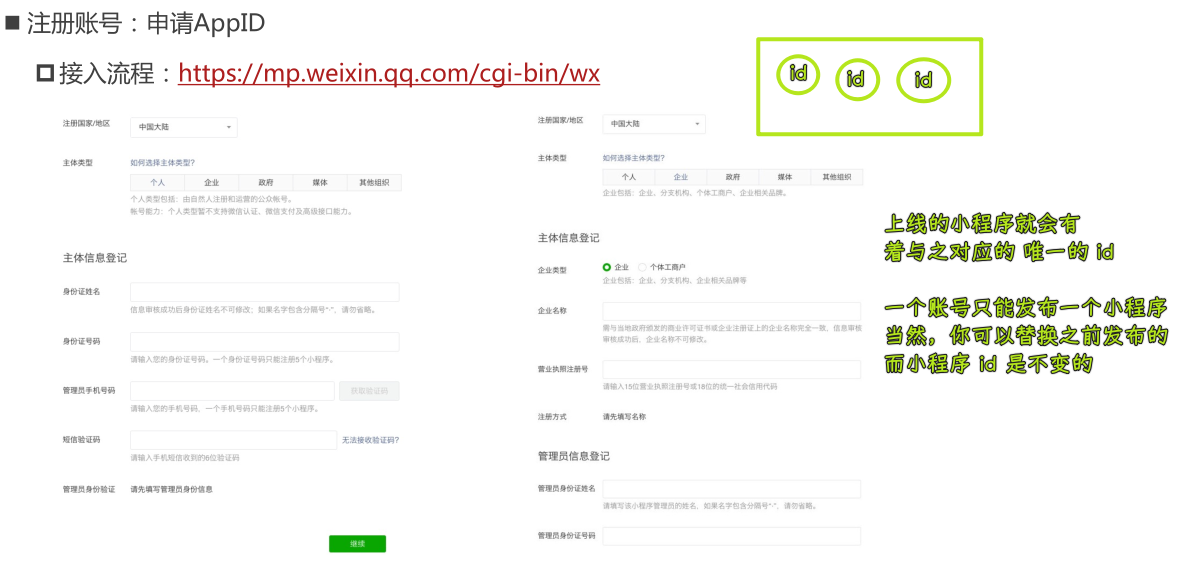 注册账号：申请AppID
接入流程：https://mp.weixin.qq.com/cgi-bin/wx
id id id
注册国家/地区 中国大陆
主体类型 如何选择主体类型?
个人 企业 政府 媒体 其他组织
个人类型包括：由自然人注册和运营的公众帐号。
帐号能力：个人类型暂不支持微信认证、微信支付及高级接口能力。
主体信息登记
身份证姓名
信息审核成功后身份证姓名不可修改；如果名字包含分隔号“·”，请勿省略。
身份证号码
请输入您的身份证号码。一个身份证号码只能注册5个小程序。
管理员手机号码 获取验证码
请输入您的手机号码，一个手机号码只能注册5个小程序。
短信验证码 无法接收验证码?
请输入手机短信收到的6位验证码
管理员身份验证 请先填写管理员身份信息
继续
注册国家/地区 中国大陆
主体类型 如何选择主体类型?
个人 企业 政府 媒体 其他组织
企业包括：企业、分支机构、个体工商户、企业相关品牌。
主体信息登记
企业类型 企业 个体工商户
企业包括：企业、分支机构、企业相关品牌等
企业名称
需与当地政府颁发的商业许可证书或企业注册证上的企业名称完全一致，信息审核
审核成功后，企业名称不可修改。
营业执照注册号
请输入15位营业执照注册号或18位的统一社会信用代码
注册方式 请先填写名称
管理员信息登记
管理员身份证姓名
请填写该小程序管理员的姓名，如果名字包含分隔号“·”，请勿省略。
管理员身份证号码
上线的小程序就会有
着与之对应的 唯一的 id
一个账号只能发布一个小程序
当然，你可以替换之前发布的
而小程序 id 是不变的